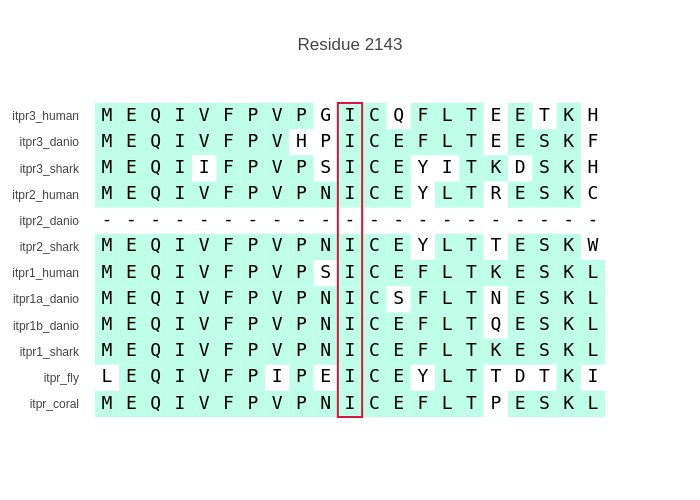 Residue 2143
itpr3_human M E Q I V F P V P G I C Q F L T E E T K H
itpr3_danio M E Q I V F P V H P I C E F L T E E S K F
itpr3_shark M E Q I I F P V P S I C E Y I T K D S K H
itpr2_human M E Q I V F P V P N I C E Y L T R E S K C
itpr2_danio - - - - - - - - - - - - - - - - - - - - -
itpr2_shark M E Q I V F P V P N I C E Y L T T E S K W
itpr1_human M E Q I V F P V P S I C E F L T K E S K L
itpr1a_danio M E Q I V F P V P N I C S F L T N E S K L
itpr1b_danio M E Q I V F P V P N I C E F L T Q E S K L
itpr1_shark M E Q I V F P V P N I C E F L T K E S K L
itpr_fly L E Q I V F P I P E I C E Y L T T D T K I
itpr_coral M E Q I V F P V P N I C E F L T P E S K L